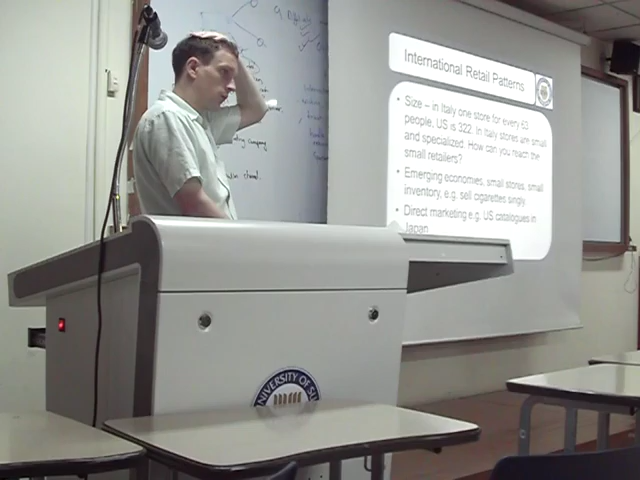 International Retail Patterns
• Size – in Italy one store for every 63
people, US is 322. In Italy stores are small
and specialized. How can you reach the
small retailers?
• Emerging economies, small stores, small
inventory, e.g. sell cigarettes singly.
• Direct marketing e.g. US catalogues in
Japan
UNIVERSITY OF